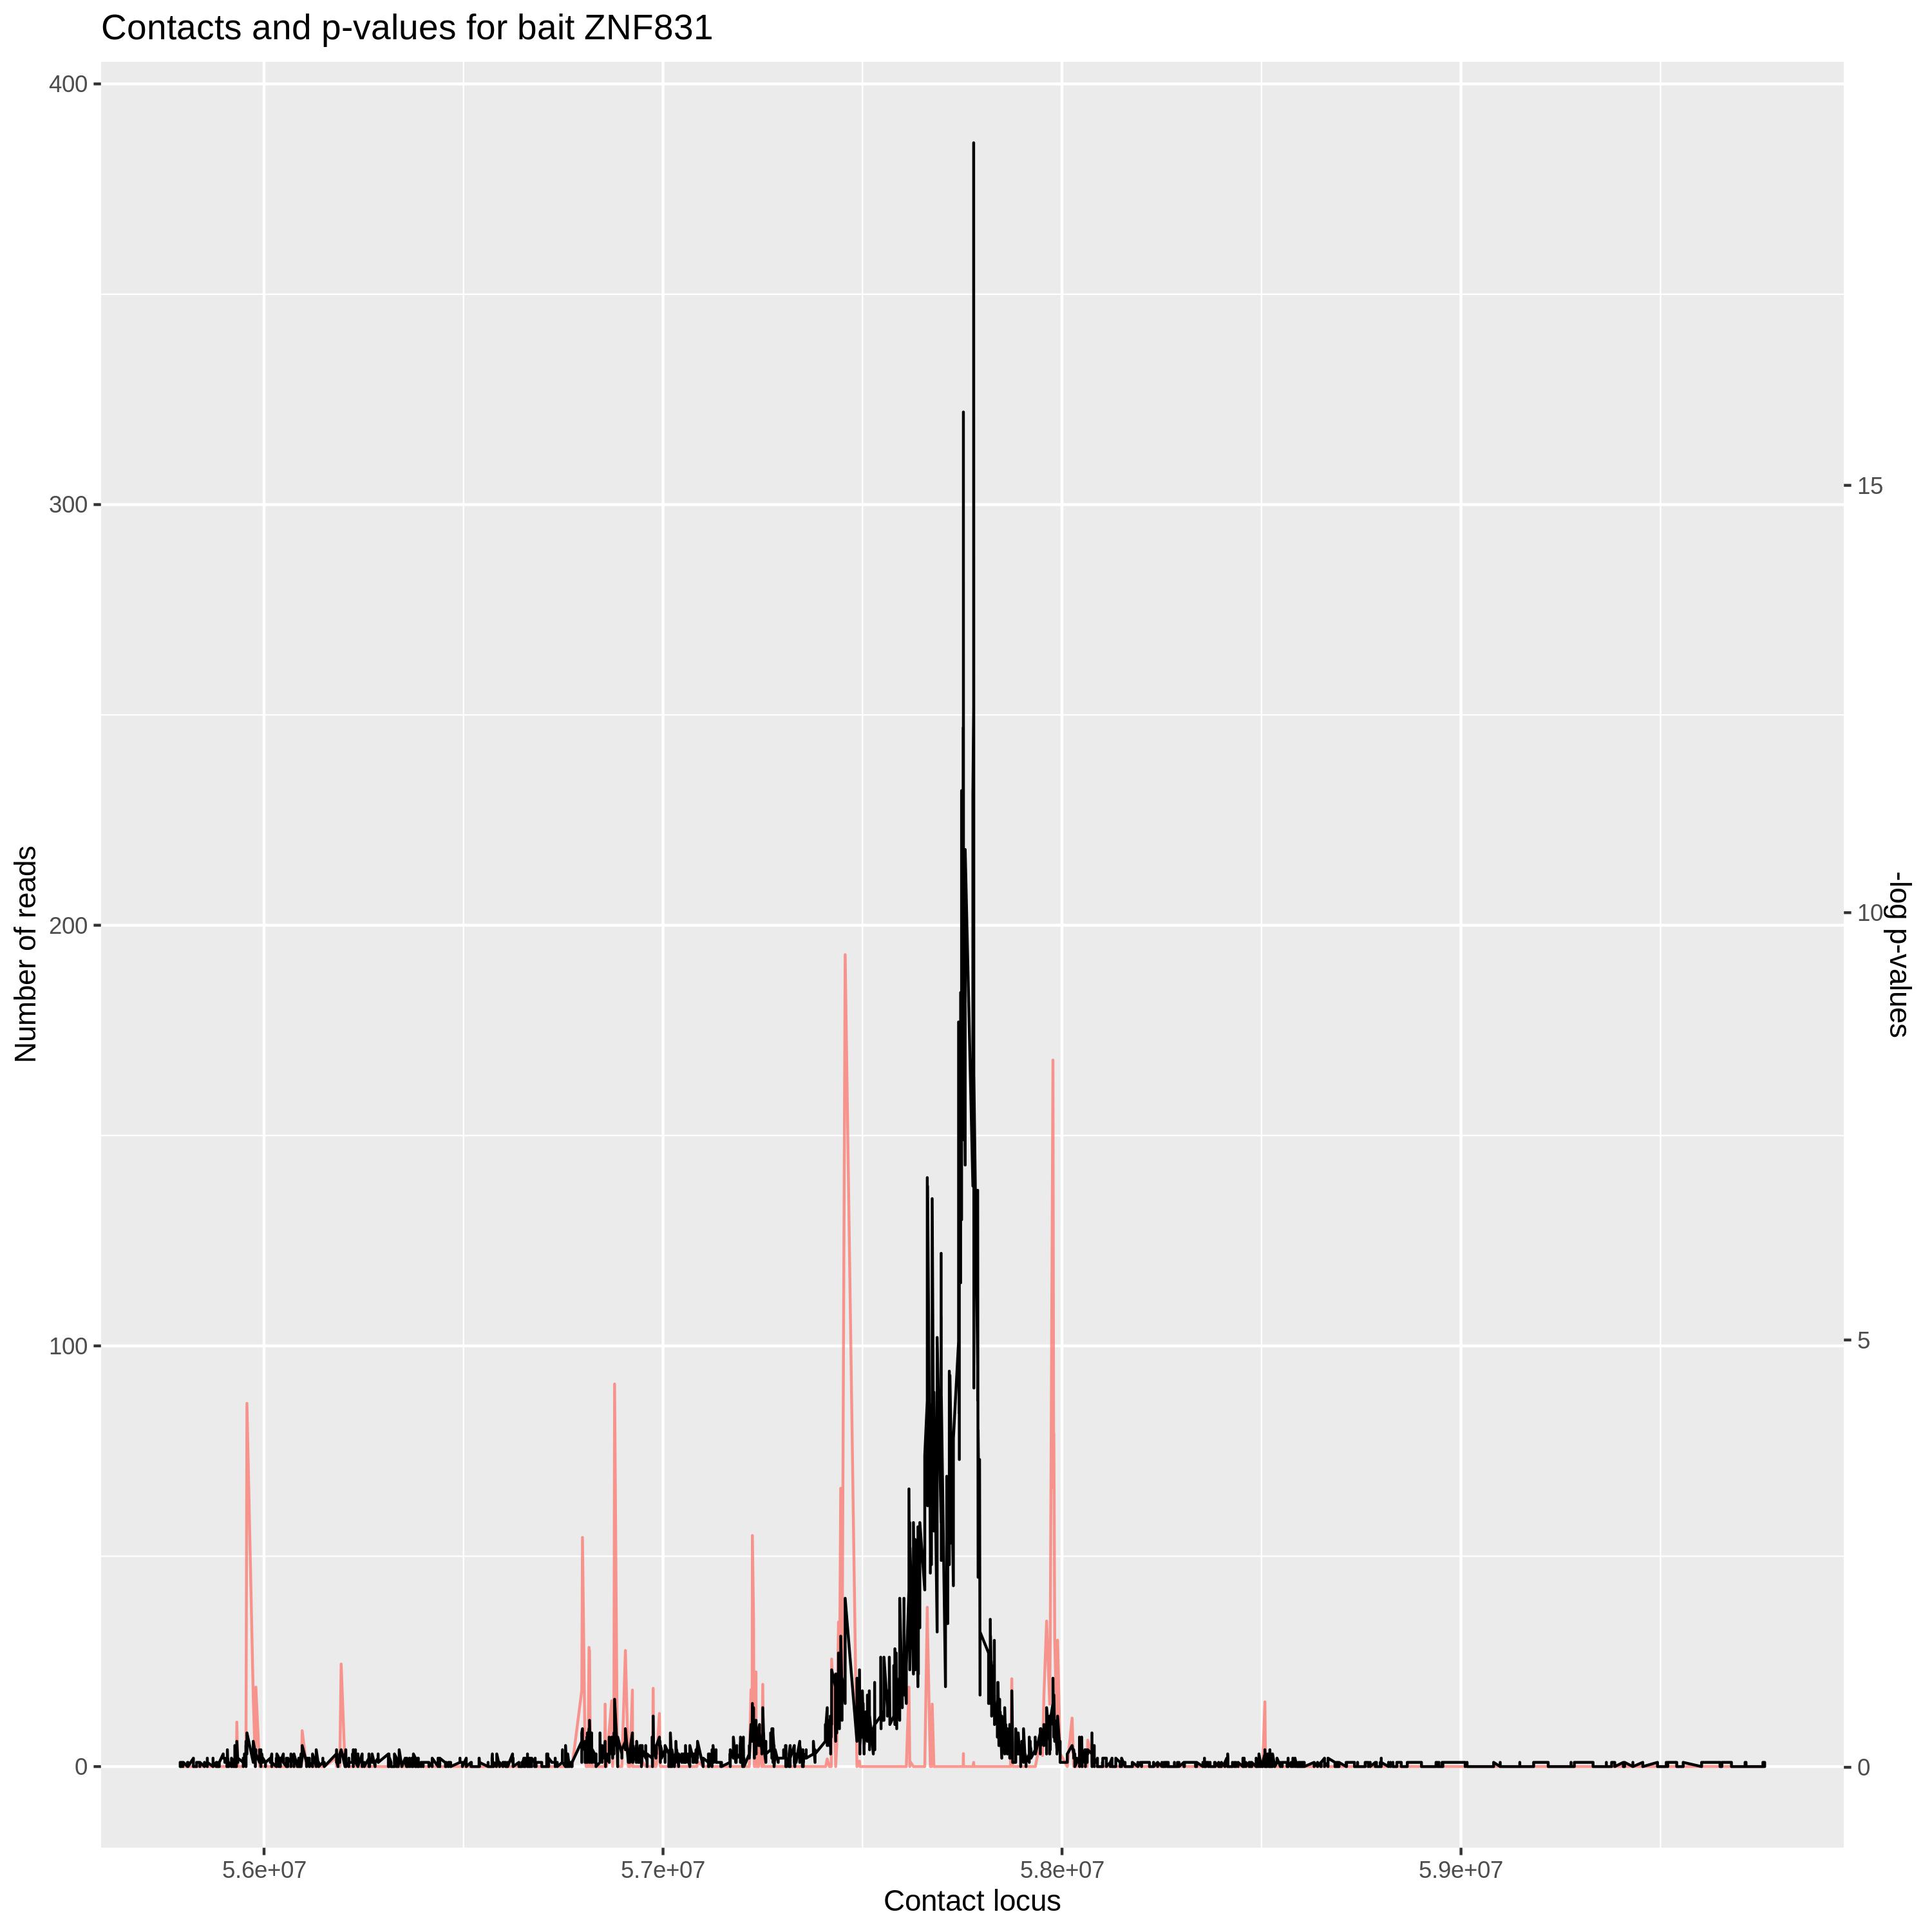 Contacts and p-values for bait ZNF831
400
300
200
100
0
Number of reads
15
10
5
0
-log p-values
5.6e+07
5.7e+07
5.8e+07
5.9e+07
Contact locus